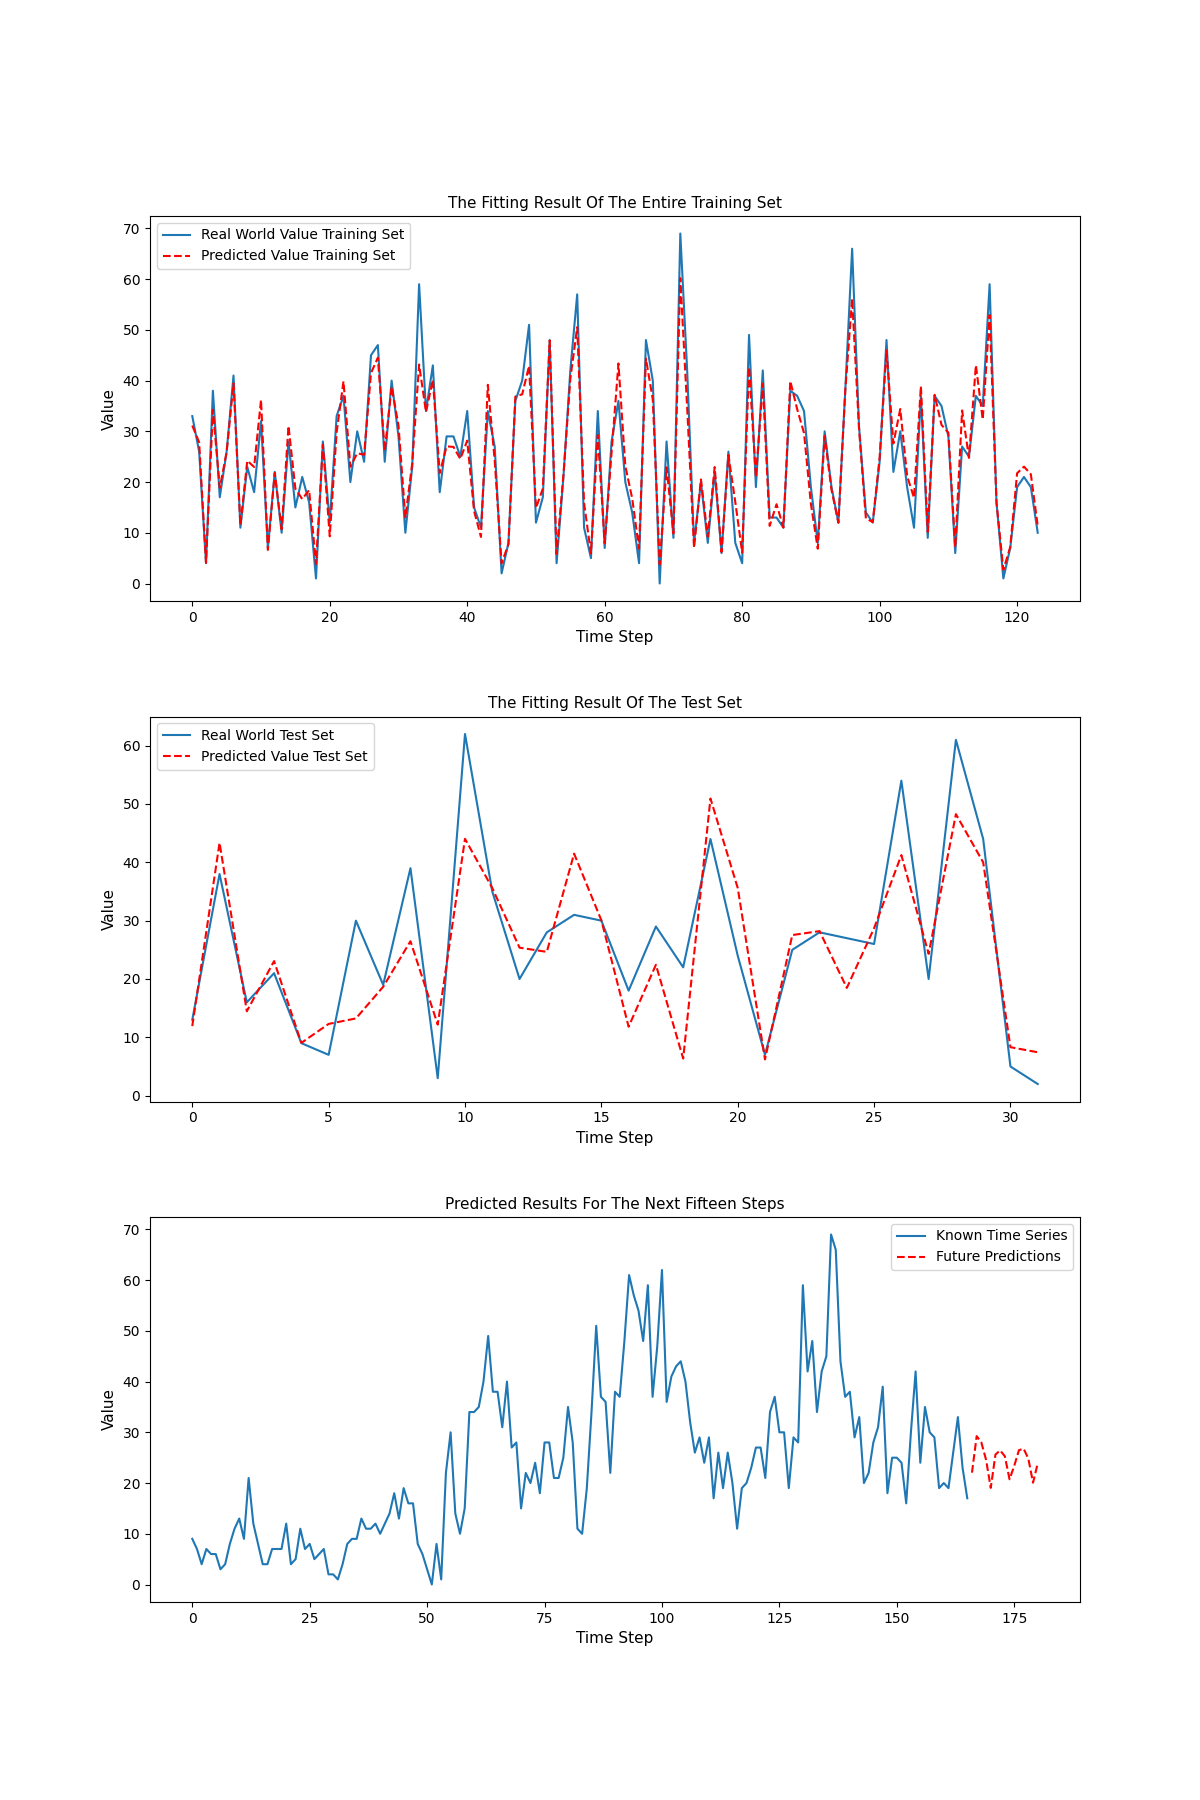 The Fitting Result Of The Entire Training Set
70
60
50
40
30
20
10
0
Value
Real World Value Training Set
Predicted Value Training Set
0 20 40 60 80 100 120
Time Step
The Fitting Result Of The Test Set
60
50
40
30
20
10
0
Value
Real World Test Set
Predicted Value Test Set
0 5 10 15 20 25 30
Time Step
Predicted Results For The Next Fifteen Steps
70
60
50
40
30
20
10
0
Value
Known Time Series
Future Predictions
0 25 50 75 100 125 150 175
Time Step